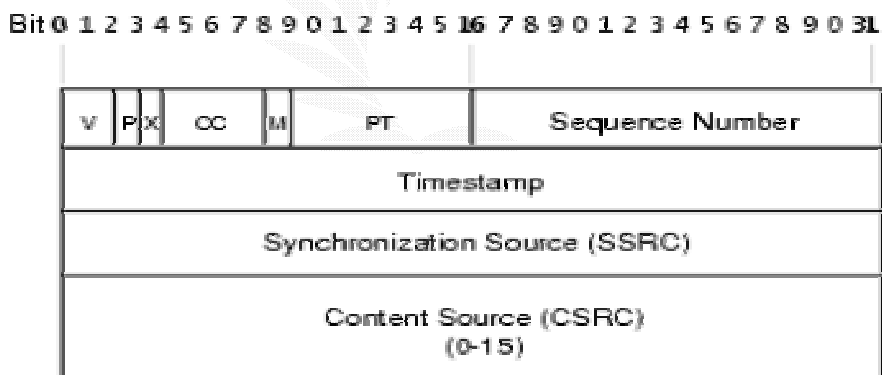 Bit 0 1 2 3 4 5 6 7 8 9 0 1 2 3 4 5 16 7 8 9 0 1 2 3 4 5 6 7 8 9 0 31
V P X CC M PT Sequence Number
Timestamp
Synchronization Source (SSRC)
Content Source (CSRC)
(0-15)